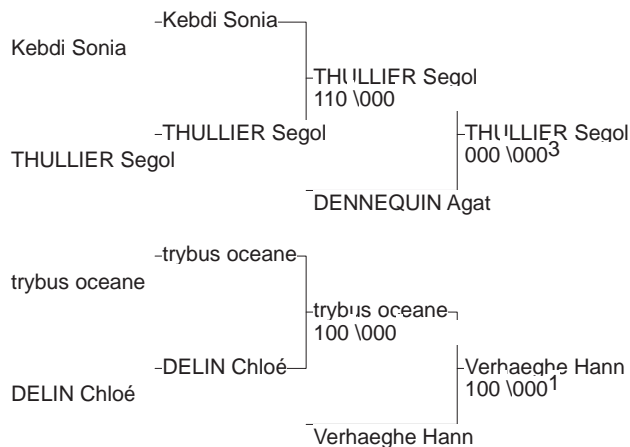 Kebdi Sonia
Kebdi Sonia
THULLIER Segol
110 \000
THULLIER Segol
THULLIER Segol
THULLIER Segol
000 \000 3
DENNEQUIN Agat
trybus oceane
trybus oceane
trybus oceane
100 \000
DELIN Chloé
DELIN Chloé
Verhaeghe Hann
100 \000 1
Verhaeghe Hann